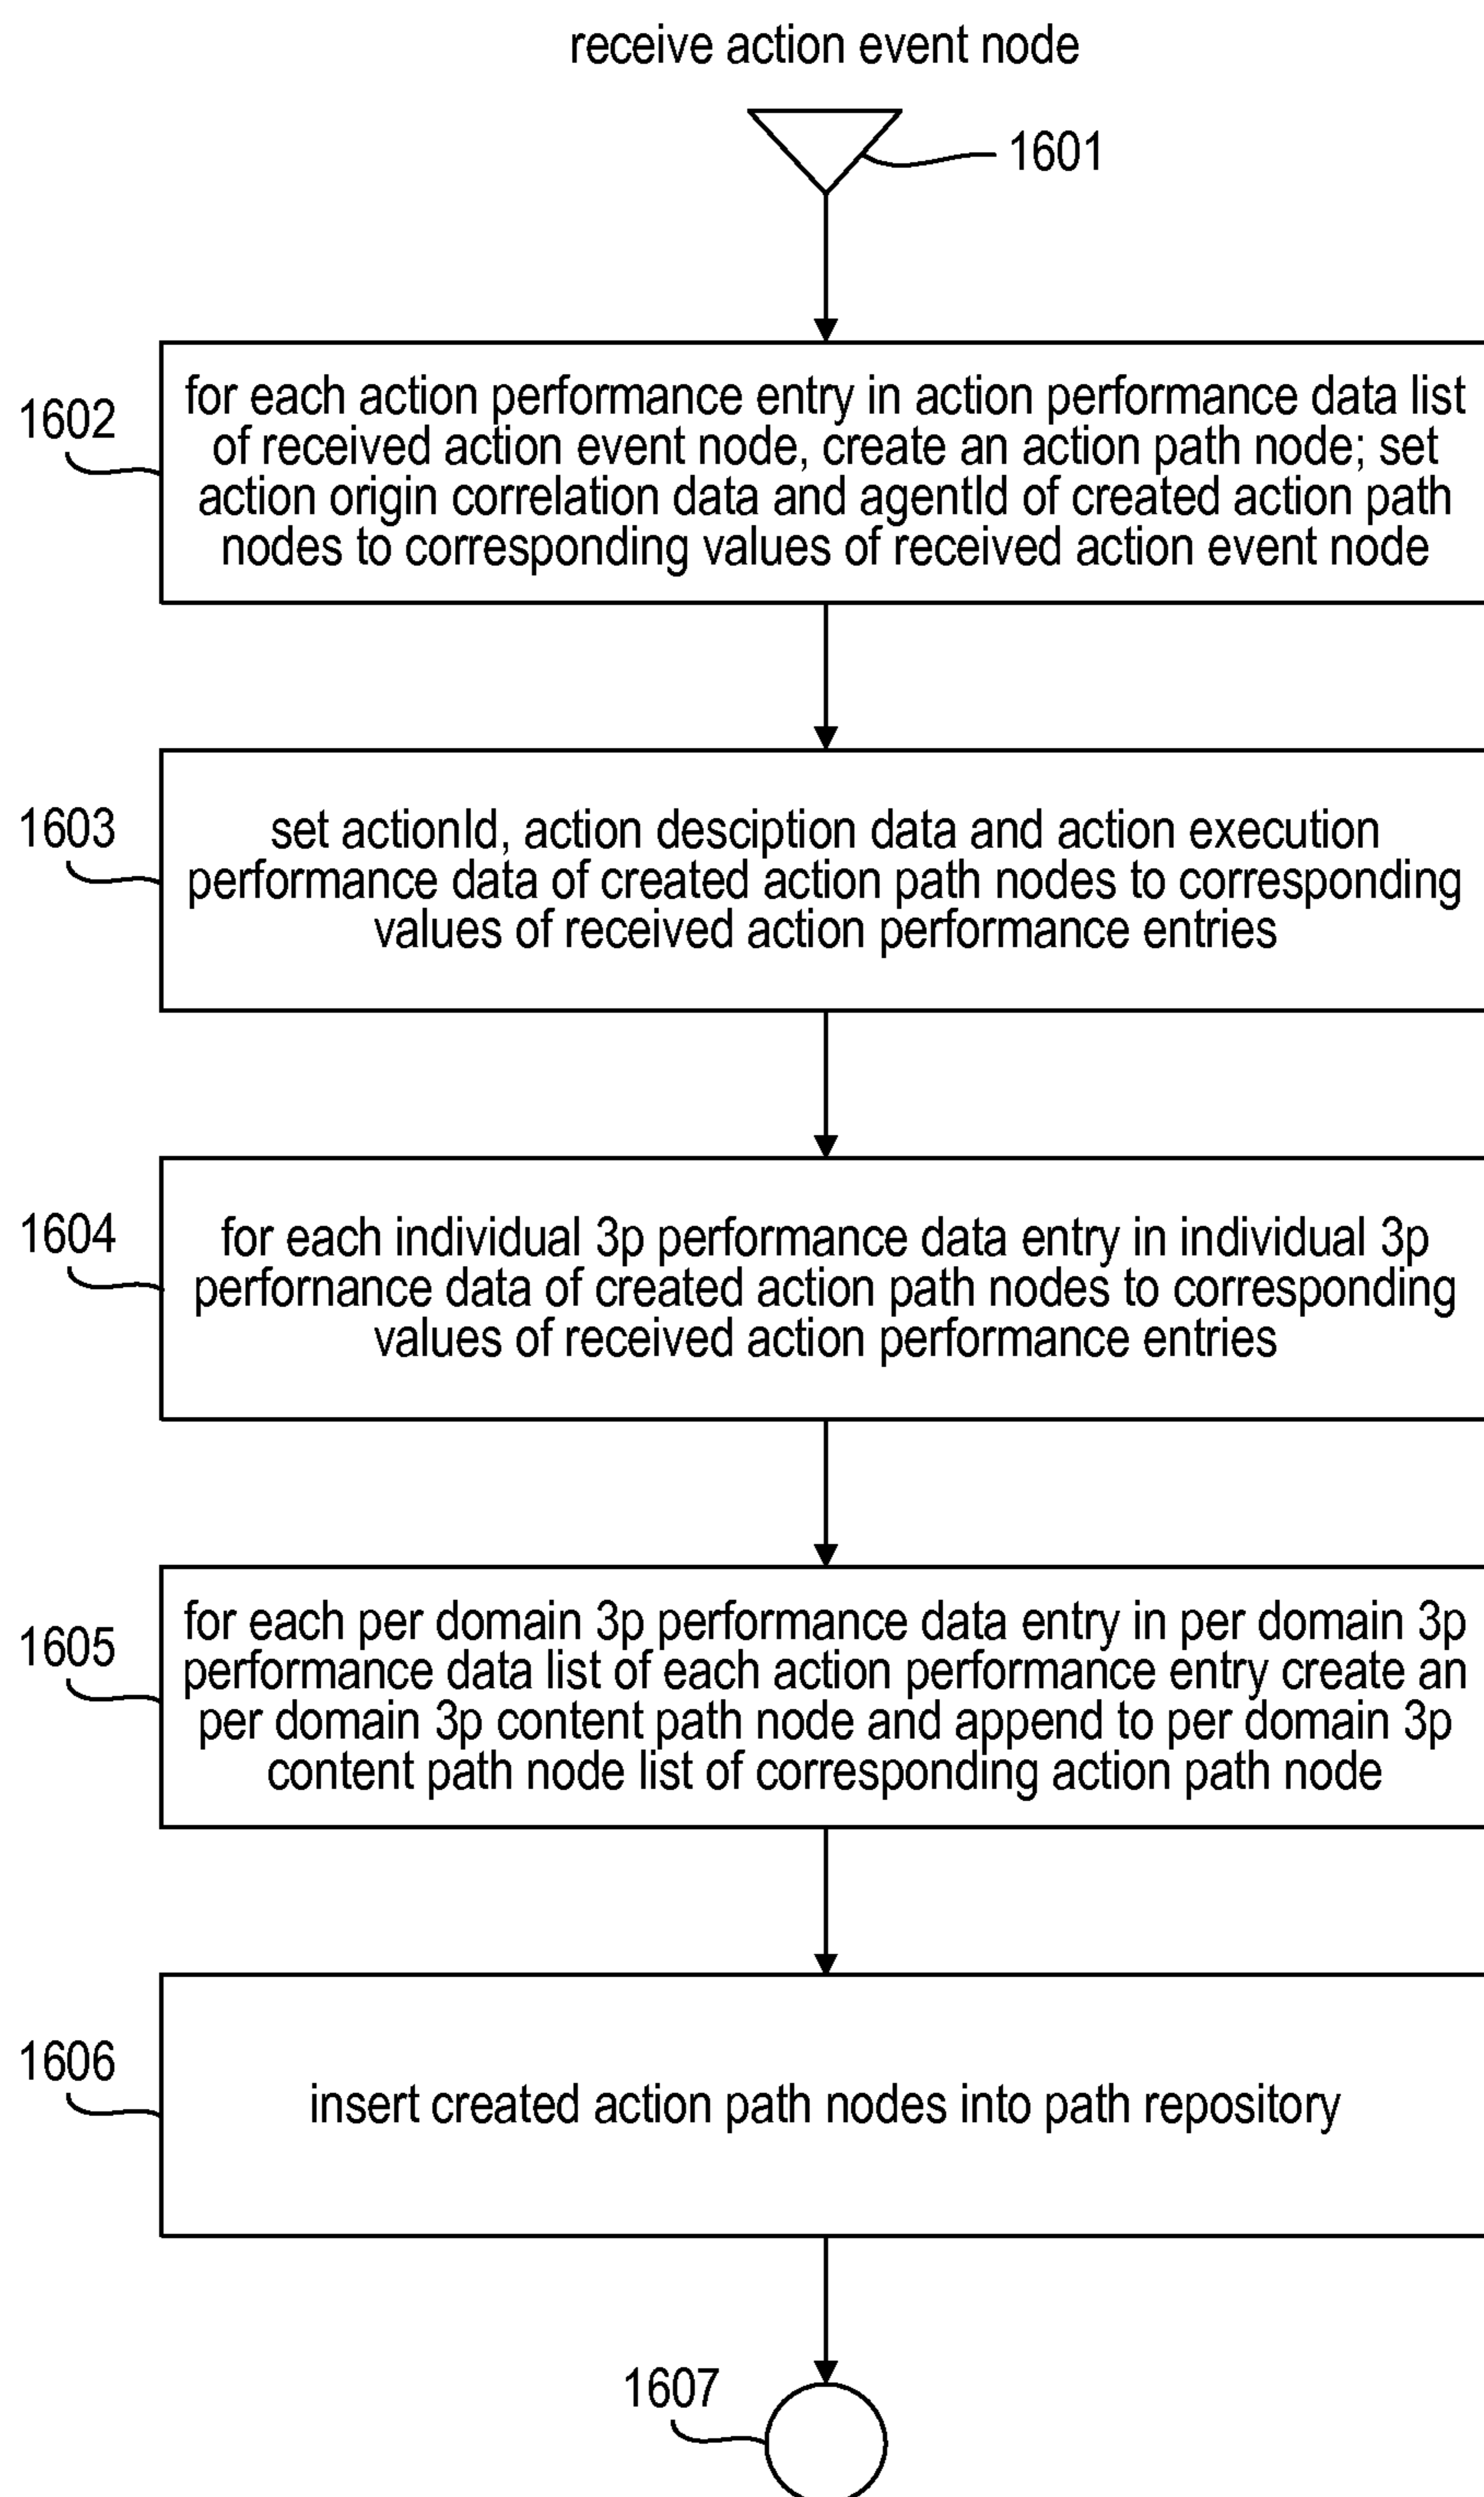 receive action event node
1601
1602
for each action performance entry in action performance data list
of received action event node, create an action path node; set
action origin correlation data and agentId of created action path
nodes to corresponding values of received action event node
1603
set actionId, action desciption data and action execution
performance data of created action path nodes to corresponding
values of received action performance entries
1604
for each individual 3p performance data entry in individual 3p
perfornance data of created action path nodes to corresponding
values of received action performance entries
1605
for each per domain 3p performance data entry in per domain 3p
performance data list of each action performance entry create an
per domain 3p content path node and append to per domain 3p
content path node list of corresponding action path node
1606
insert created action path nodes into path repository
1607